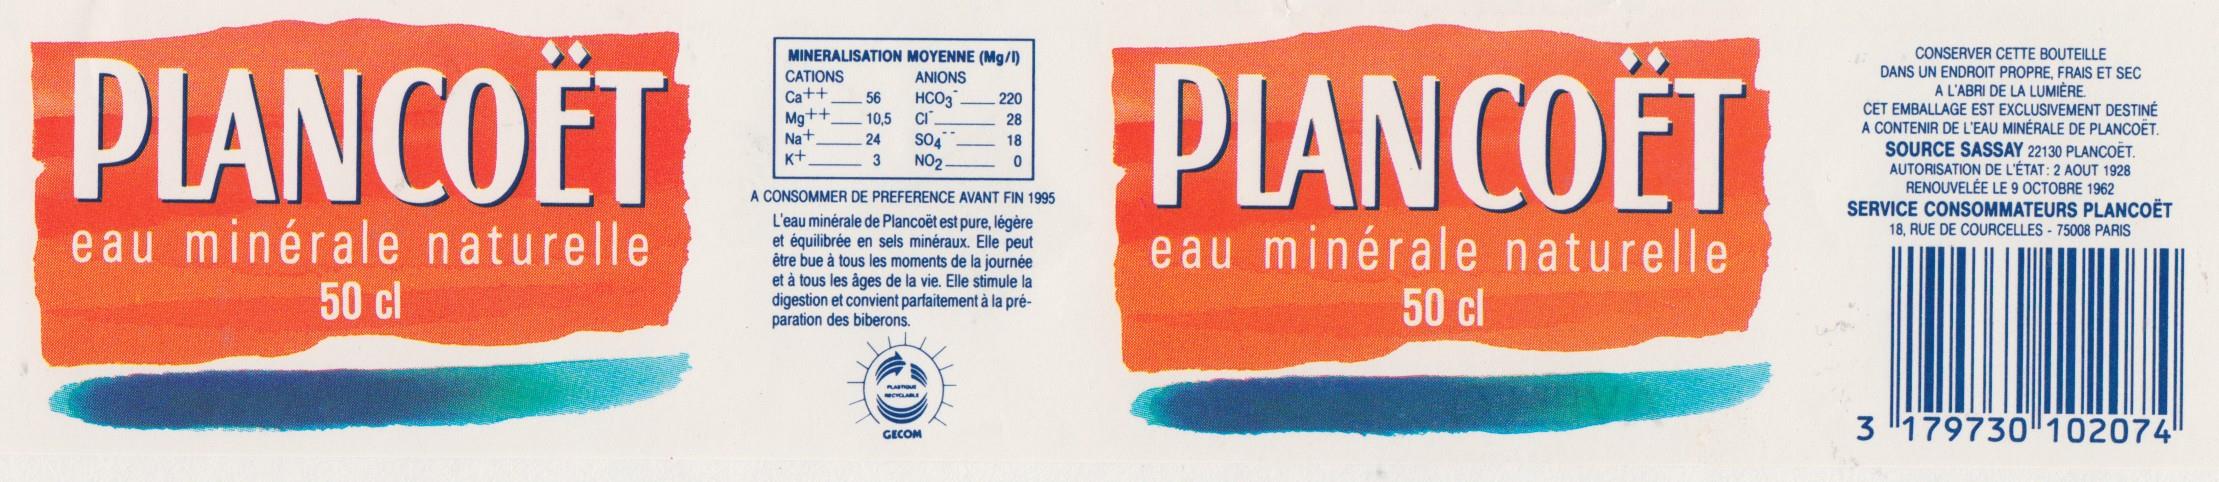 PLANCOËT
eau minérale naturelle
50 cl
MINERALISATION MOYENNE (Mg/l)
CATIONS ANIONS
Ca++ 56 HCO3- 220
Mg++ 10,5 Cl- 28
Na+ 24 SO4-- 18
K+ 3 NO2 0
A CONSOMMER DE PREFERENCE AVANT FIN 1995
L'eau minérale de Plancoët est pure, légère
et équilibrée en sels minéraux. Elle peut
être bue à tous les moments de la journée
et à tous les âges de la vie. Elle stimule la
digestion et convient parfaitement à la pré-
paration des biberons.
PLASTIQUE
RECYCLABLE
GECOM
PLANCOËT
eau minérale naturelle
50 cl
CONSERVER CETTE BOUTEILLE
DANS UN ENDROIT PROPRE, FRAIS ET SEC
A L'ABRI DE LA LUMIÈRE.
CET EMBALLAGE EST EXCLUSIVEMENT DESTINÉ
A CONTENIR DE L'EAU MINÉRALE DE PLANCOËT.
SOURCE SASSAY 22130 PLANCOËT.
AUTORISATION DE L'ÉTAT: 2 AOUT 1928
RENOUVELÉE LE 9 OCTOBRE 1962
SERVICE CONSOMMATEURS PLANCOËT
18, RUE DE COURCELLES - 75008 PARIS
3 179730 102074